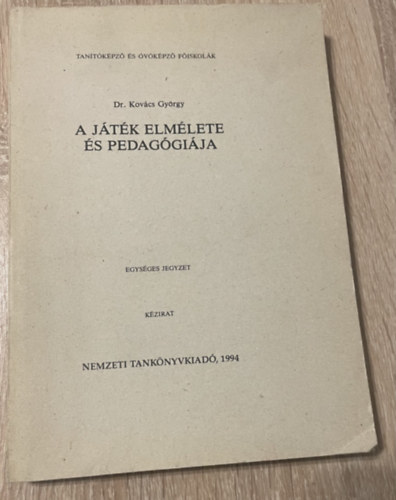 TANÍTÓKÉPZŐ ÉS ÓVÓKÉPZŐ FŐISKOLÁK
Dr. Kovács György
A JÁTÉK ELMÉLETE
ÉS PEDAGÓGIÁJA
EGYSÉGES JEGYZET
KÉZIRAT
NEMZETI TANKÖNYVKIADÓ, 1994